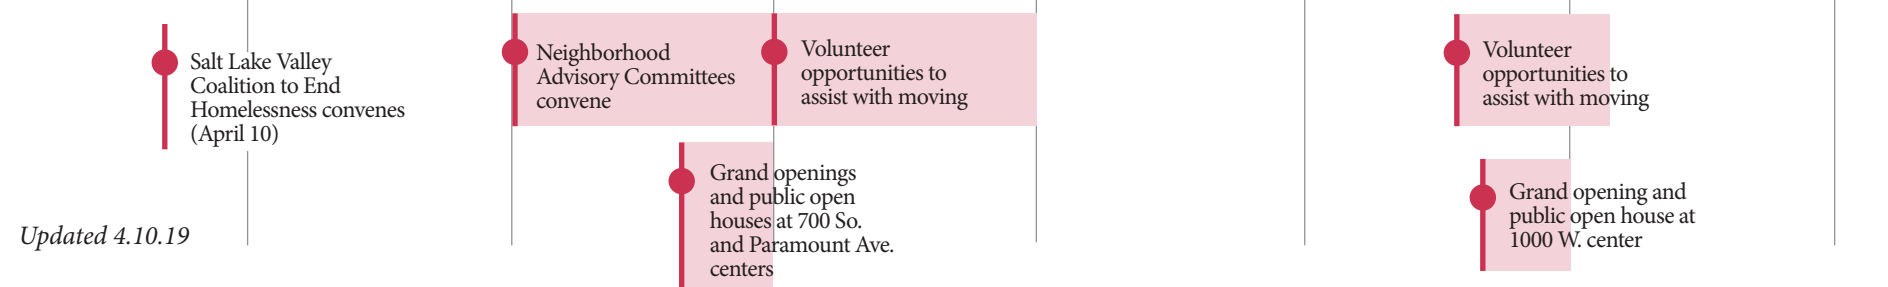 Salt Lake Valley
Coalition to End
Homelessness convenes
(April 10)
Neighborhood
Advisory Committees
convene
Volunteer
opportunities to
assist with moving
Volunteer
opportunities to
assist with moving
Grand openings
and public open
houses at 700 So.
and Paramount Ave.
centers
Grand opening and
public open house at
1000 W. center
Updated 4.10.19